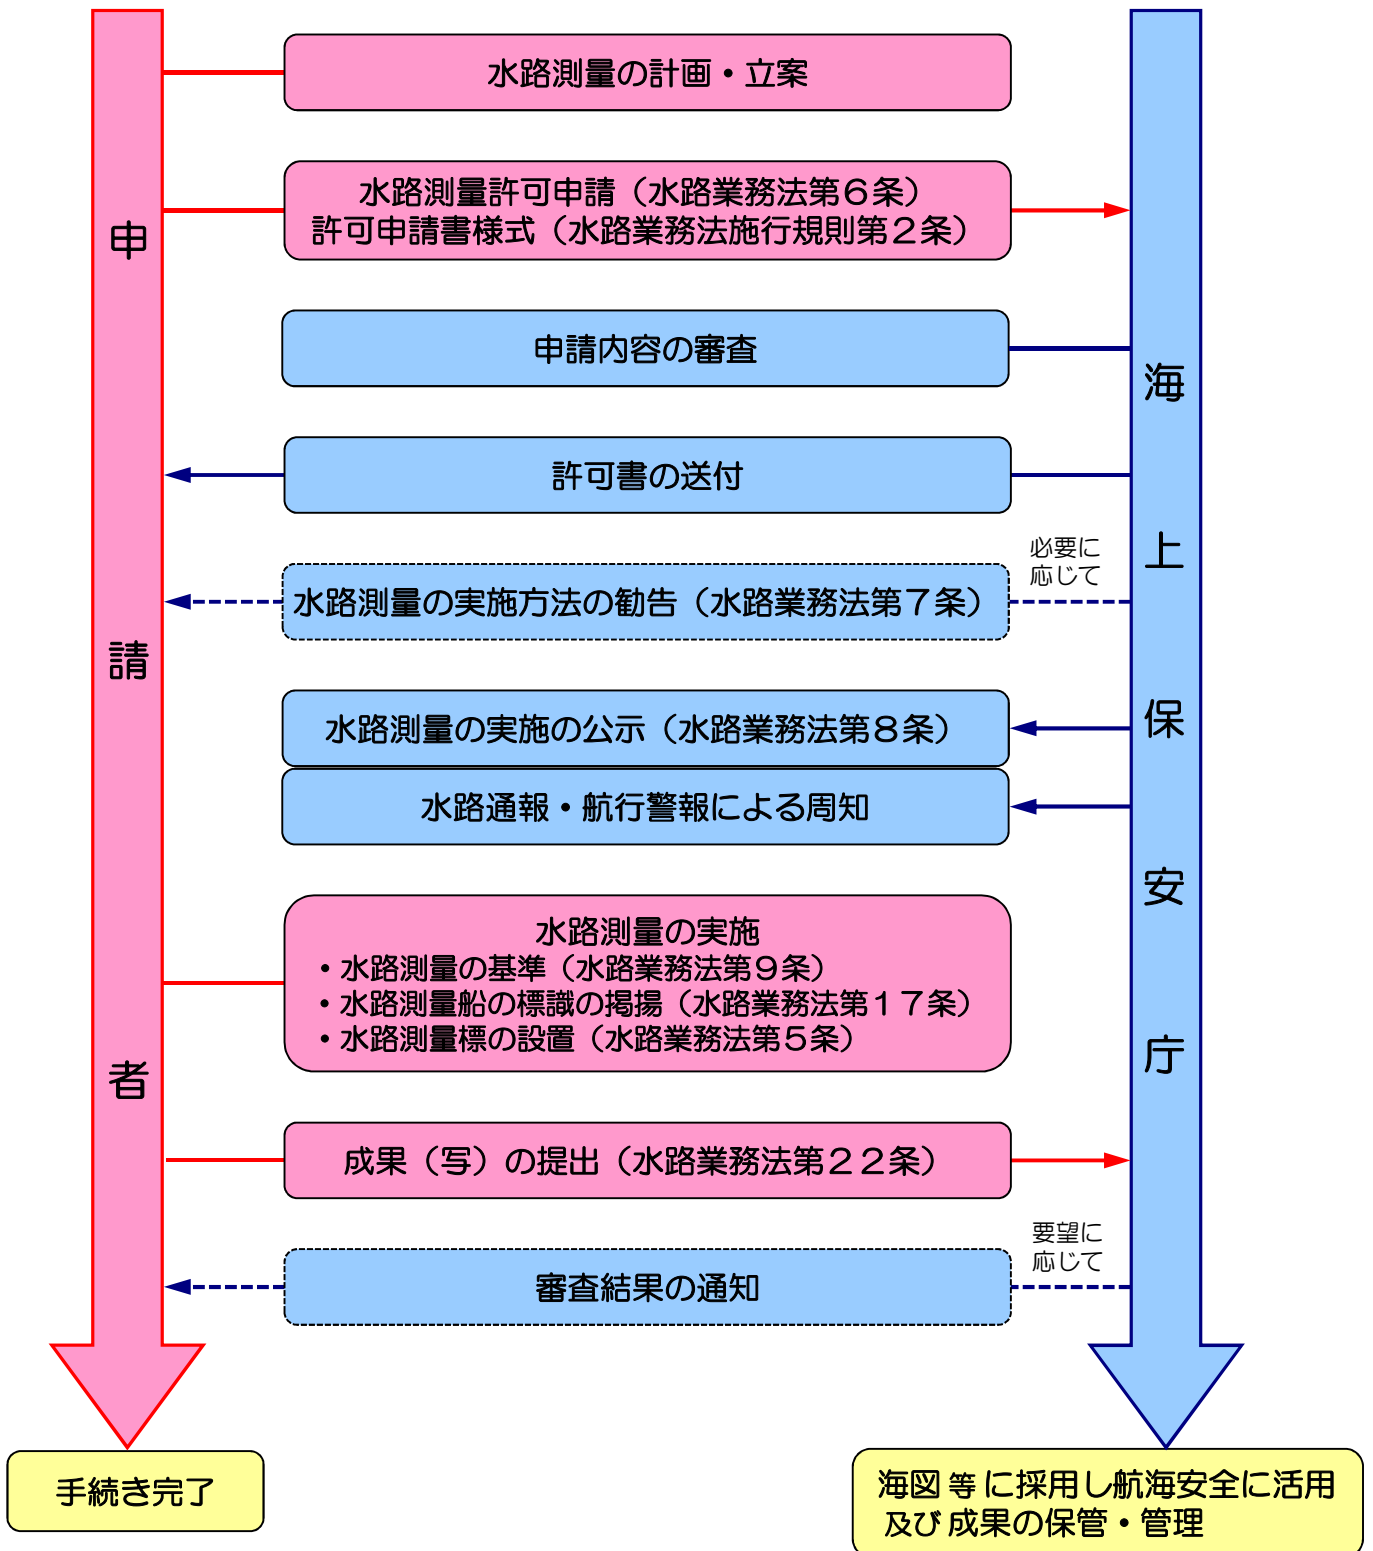 水路測量の計画・立案
水路測量許可申請（水路業務法第６条）
許可申請書様式（水路業務法施行規則第２条）
申請内容の審査
許可書の送付
必要に
応じて
水路測量の実施方法の勧告（水路業務法第７条）
水路測量の実施の公示（水路業務法第８条）
水路通報・航行警報による周知
水路測量の実施
・水路測量の基準（水路業務法第９条）
・水路測量船の標識の掲揚（水路業務法第１７条）
・水路測量標の設置（水路業務法第５条）
成果（写）の提出（水路業務法第２２条）
要望に
応じて
審査結果の通知
申請者
海上保安庁
手続き完了
海図等に採用し航海安全に活用
及び成果の保管・管理